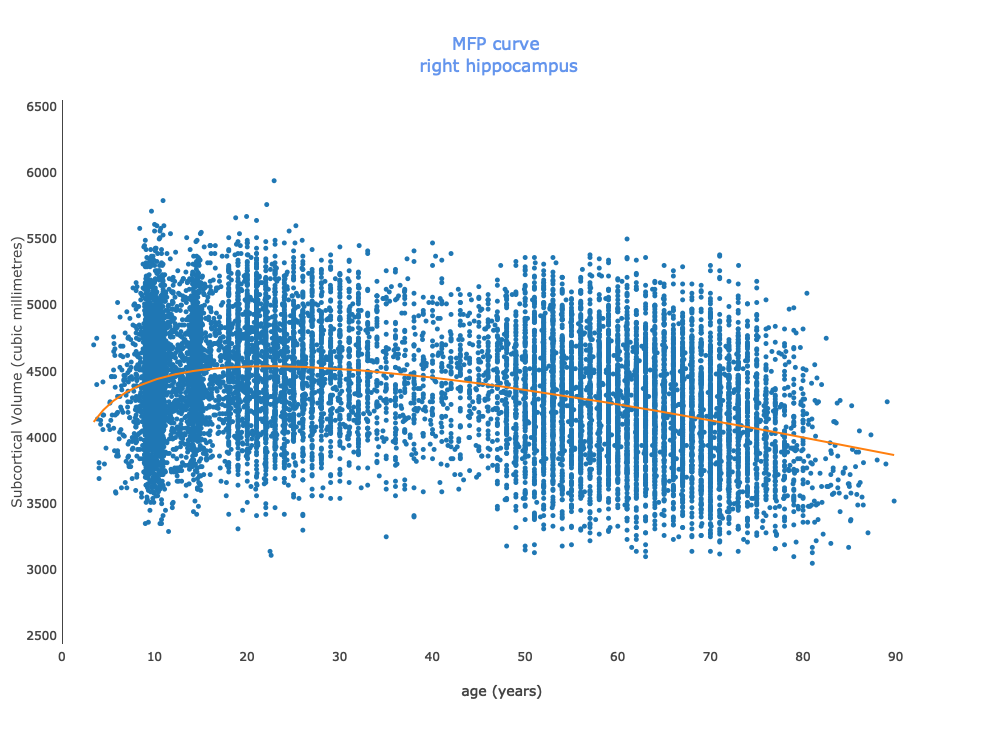 MFP curve
right hippocampus
6500
6000
5500
5000
4500
4000
3500
3000
2500
Subcortical Volume (cubic millimetres)
0 10 20 30 40 50 60 70 80 90
age (years)